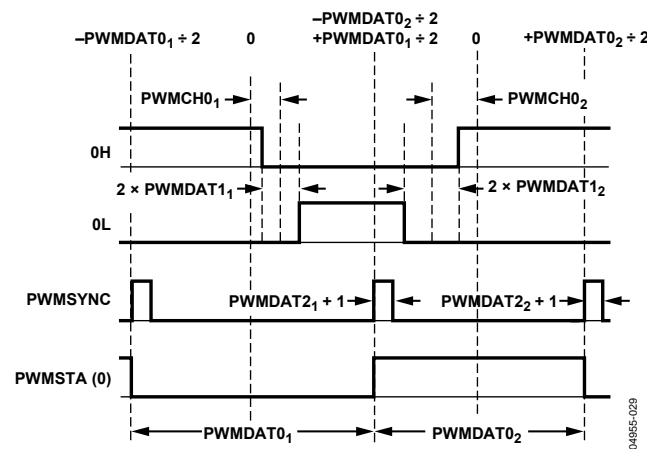 –PWMDAT0₂ ÷ 2
–PWMDAT0₁ ÷ 2 0 +PWMDAT0₁ ÷ 2 0 +PWMDAT0₂ ÷ 2
PWMCH0₁ PWMCH0₂
0H
2 × PWMDAT1₁ 2 × PWMDAT1₂
0L
PWMSYNC PWMDAT2₁ + 1 PWMDAT2₂ + 1
PWMSTA (0)
PWMDAT0₁ PWMDAT0₂
04955-029